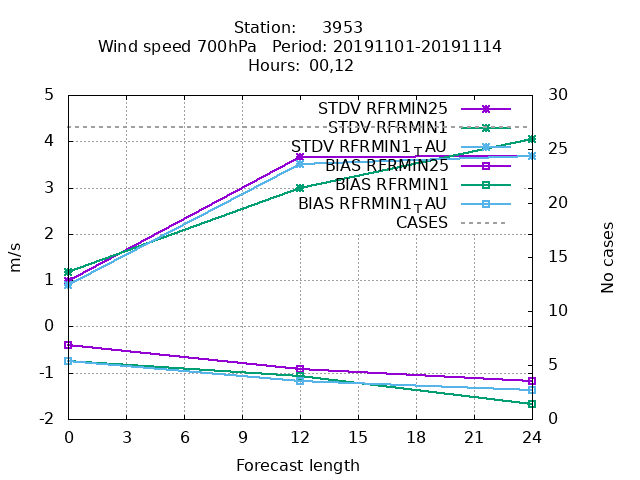 Station:     3953
Wind speed 700hPa   Period: 20191101-20191114
Hours: 00,12
5
4
3
2
1
0
-1
-2
m/s
30
25
20
15
10
5
0
No cases
STDV RFRMIN25
STDV RFRMIN1
STDV RFRMIN1TAU
BIAS RFRMIN25
BIAS RFRMIN1
BIAS RFRMIN1TAU
CASES
0 3 6 9 12 15 18 21 24
Forecast length